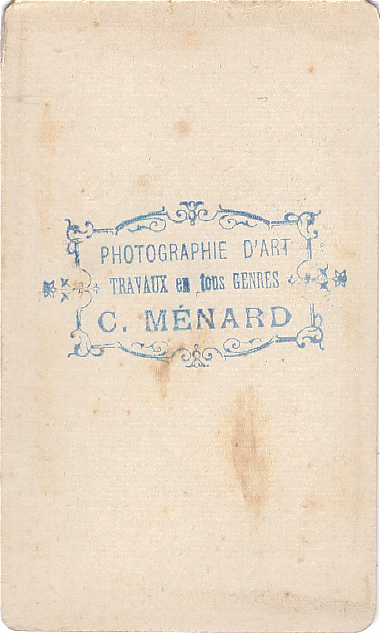 PHOTOGRAPHIE D'ART
TRAVAUX en tous GENRES
C. MÉNARD